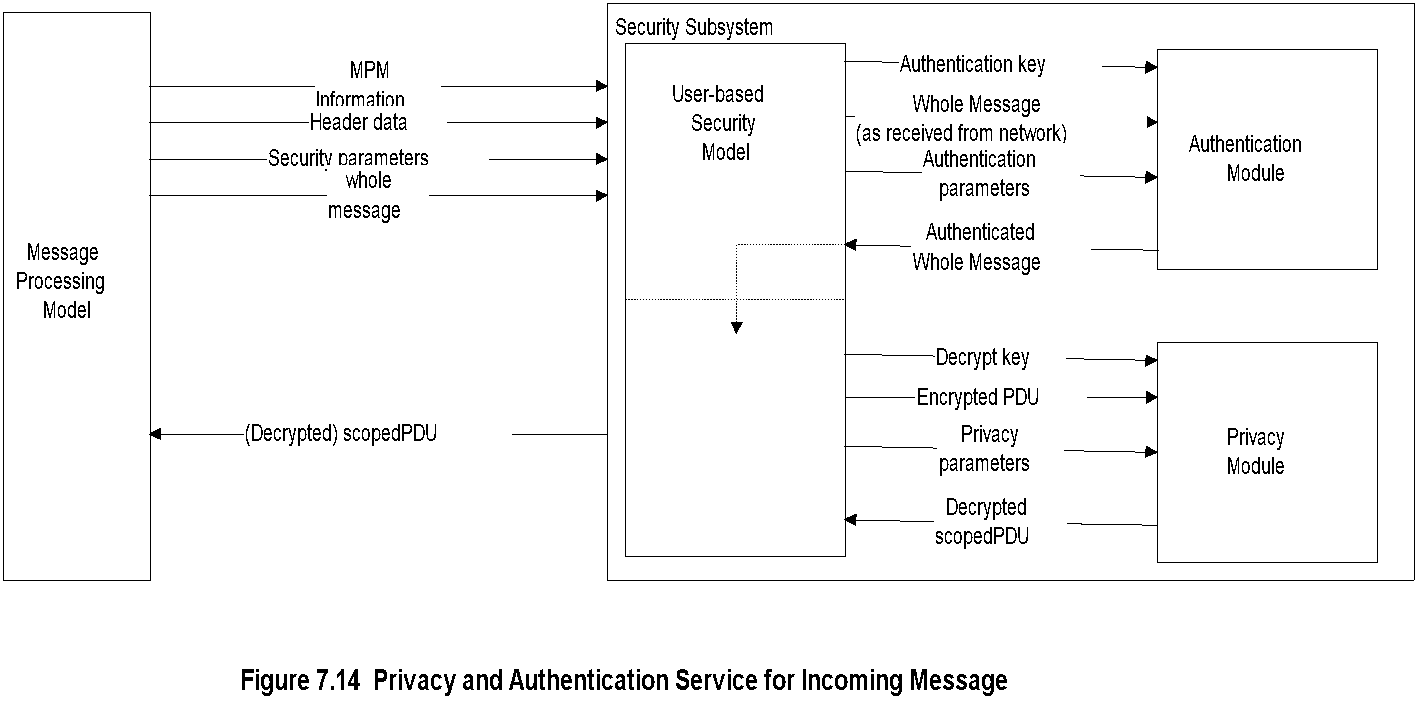 Security Subsystem
MPM
Information
Header data
Security parameters
whole
message
Message
Processing
Model
(Decrypted) scopedPDU
User-based
Security
Model
Authentication key
Whole Message
(as received from network)
Authentication
parameters
Authenticated
Whole Message
Authentication
Module
Decrypt key
Encrypted PDU
Privacy
parameters
Decrypted
scopedPDU
Privacy
Module
Figure 7.14 Privacy and Authentication Service for Incoming Message